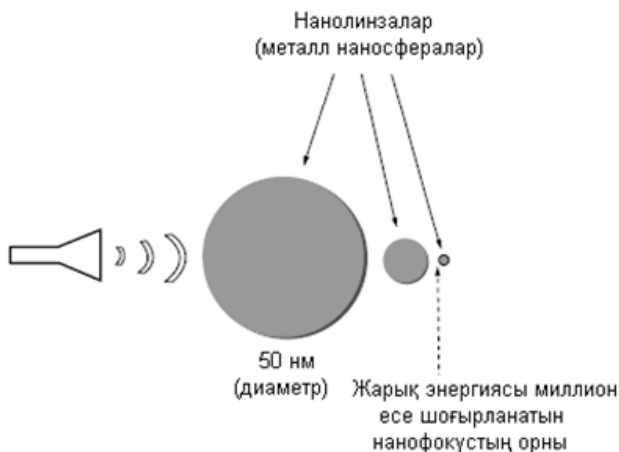 Нанолинзалар
(металл наносфералар)
50 нм
(диаметр)
Жарық энергиясы миллион
есе шоғырланатын
нанофокустың орны